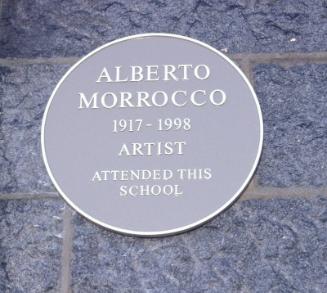 ALBERTO
MORROCCO
1917 - 1998
ARTIST
ATTENDED THIS
SCHOOL